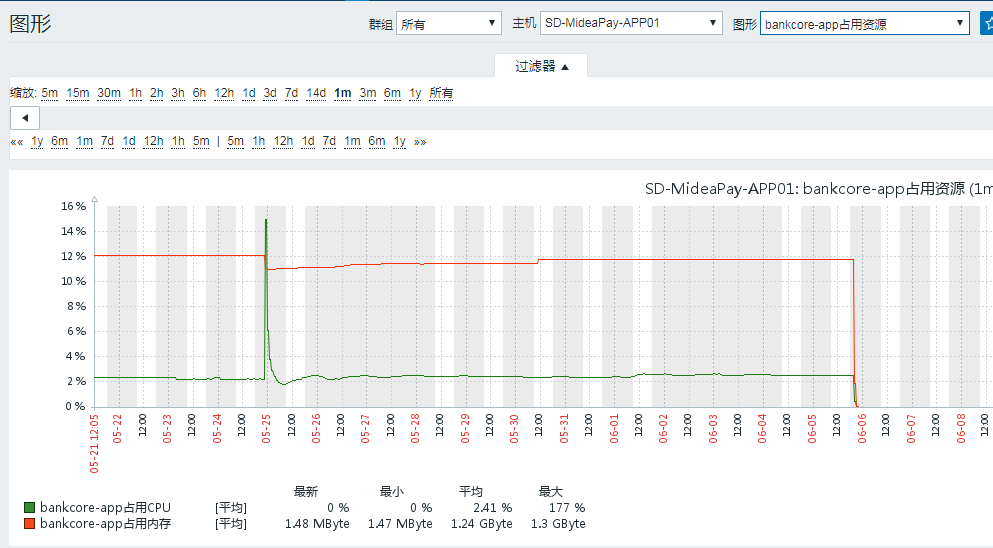 图形
群组 所有 主机 SD-MideaPay-APP01 图形 bankcore-app占用资源
过滤器 ▲
缩放: 5m 15m 30m 1h 2h 3h 6h 12h 1d 3d 7d 14d 1m 3m 6m 1y 所有
«« 1y 6m 1m 7d 1d 12h 1h 5m | 5m 1h 12h 1d 7d 1m 6m 1y »»
SD-MideaPay-APP01: bankcore-app占用资源 (1m
16 %
14 %
12 %
10 %
8 %
6 %
4 %
2 %
0 %
05-21 12:05 05-22 12:00 05-23 12:00 05-24 12:00 05-25 12:00 05-26 12:00 05-27 12:00 05-28 12:00 05-29 12:00 05-30 12:00 05-31 12:00 06-01 12:00 06-02 12:00 06-03 12:00 06-04 12:00 06-05 12:00 06-06 12:00 06-07 12:00 06-08 12:00
最新 最小 平均 最大
bankcore-app占用CPU [平均] 0 % 0 % 2.41 % 177 %
bankcore-app占用内存 [平均] 1.48 MByte 1.47 MByte 1.24 GByte 1.3 GByte